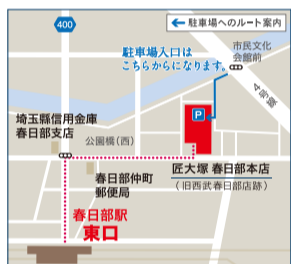 400
← 駐車場へのルート案内
駐車場入口は
こちらからになります。
市民文化
会館前
4号線
P
埼玉縣信用金庫
春日部支店
公園橋(西)
匠大塚 春日部本店
(旧西武春日部店跡)
春日部仲町
郵便局
春日部駅
東口